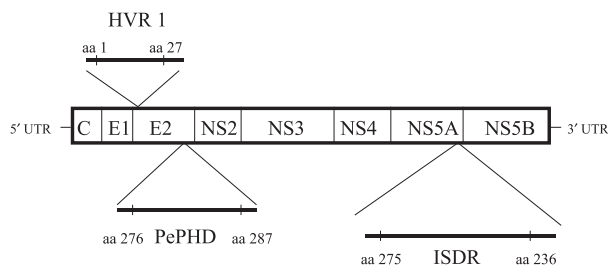 HVR 1
aa 1 aa 27
5′ UTR C E1 E2 NS2 NS3 NS4 NS5A NS5B 3′ UTR
aa 276 PePHD aa 287
aa 275 ISDR aa 236